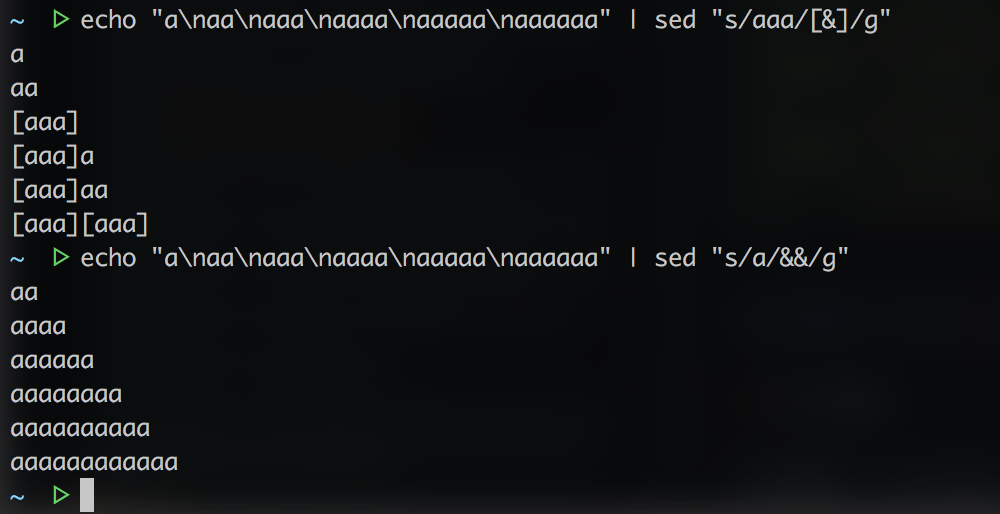 ~ ▷ echo "a\naa\naaa\naaaa\naaaaa\naaaaaa" | sed "s/aaa/[&]/g"
a
aa
[aaa]
[aaa]a
[aaa]aa
[aaa][aaa]
~ ▷ echo "a\naa\naaa\naaaa\naaaaa\naaaaaa" | sed "s/a/&&/g"
aa
aaaa
aaaaaa
aaaaaaaa
aaaaaaaaaa
aaaaaaaaaaaa
~ ▷